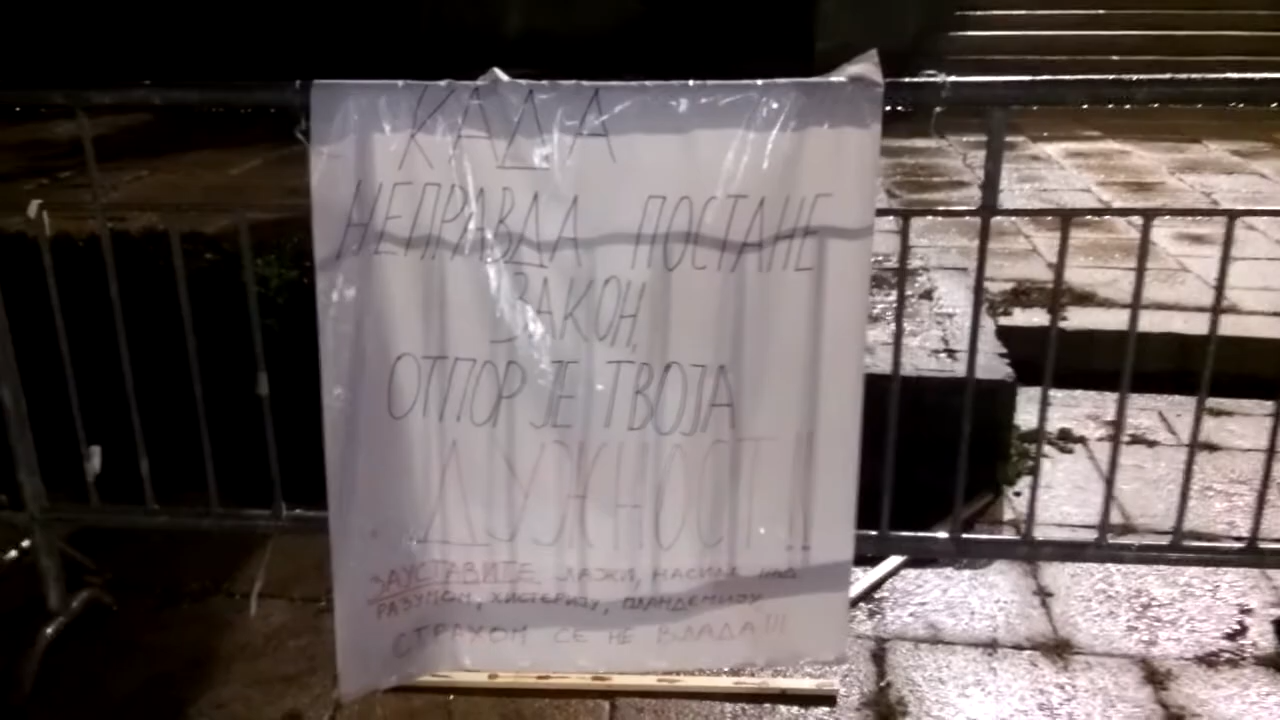 КАДА
НЕПРАВДА ПОСТАНЕ
ЗАКОН,
ОТПОР ЈЕ ТВОЈА
ДУЖНОСТ!!
ЗАУСТАВИТЕ ЛАЖИ, НАСИЉЕ НАД
РАЗУМОМ, ХИСТЕРИЈУ, ПЛАНДЕМИЈУ
СТРАХОМ СЕ НЕ ВЛАДА!!!